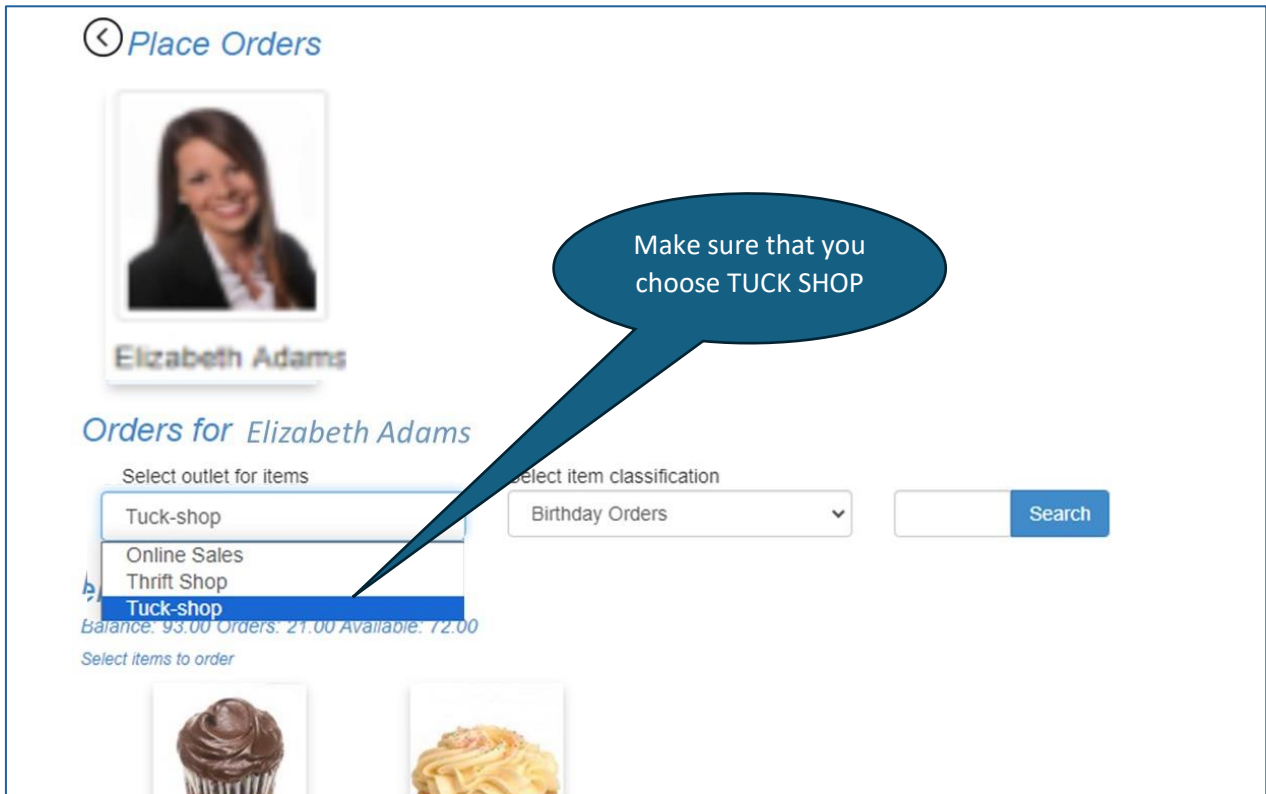 Place Orders
Make sure that you
choose TUCK SHOP
Elizabeth Adams
Orders for Elizabeth Adams
Select outlet for items
elect item classification
Tuck-shop
Birthday Orders
Search
Online Sales
Thrift Shop
Tuck-shop
Balance: 93.00 Orders: 21.00 Available: 72.00
Select items to order